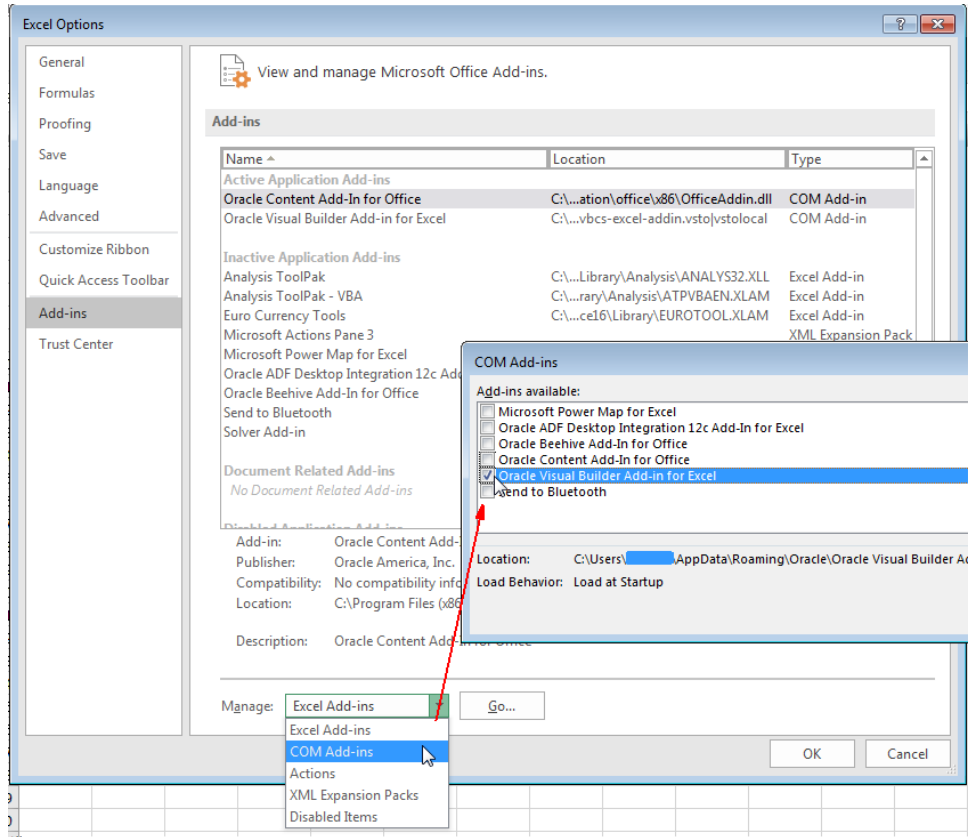 Excel Options
General
Formulas
Proofing
Save
Language
Advanced
Customize Ribbon
Quick Access Toolbar
Add-ins
Trust Center
View and manage Microsoft Office Add-ins.
Add-ins
Name Location Type
Active Application Add-ins
Oracle Content Add-In for Office C:\...ation\office\x86\OfficeAddin.dll COM Add-in
Oracle Visual Builder Add-in for Excel C:\...vbcs-excel-addin.vsto|vstolocal COM Add-in
Inactive Application Add-ins
Analysis ToolPak C:\...Library\Analysis\ANALYS32.XLL Excel Add-in
Analysis ToolPak - VBA C:\...rary\Analysis\ATPVBAEN.XLAM Excel Add-in
Euro Currency Tools C:\...ce16\Library\EUROTOOL.XLAM Excel Add-in
Microsoft Actions Pane 3 XML Expansion Pack
Microsoft Power Map for Excel
Oracle ADF Desktop Integration 12c Add
Oracle Beehive Add-In for Office
Send to Bluetooth
Solver Add-in
Document Related Add-ins
No Document Related Add-ins
Disabled Application Add-ins
Add-in: Oracle Content Add-
Publisher: Oracle America, Inc.
Compatibility: No compatibility info
Location: C:\Program Files (x86
Description: Oracle Content Add-In for Office
Manage: Excel Add-ins Go...
Excel Add-ins
COM Add-ins
Actions
XML Expansion Packs
Disabled Items
OK Cancel
COM Add-ins
Add-ins available:
Microsoft Power Map for Excel
Oracle ADF Desktop Integration 12c Add-In for Excel
Oracle Beehive Add-In for Office
Oracle Content Add-In for Office
Oracle Visual Builder Add-in for Excel
Send to Bluetooth
Location: C:\Users\ \AppData\Roaming\Oracle\Oracle Visual Builder Ad
Load Behavior: Load at Startup